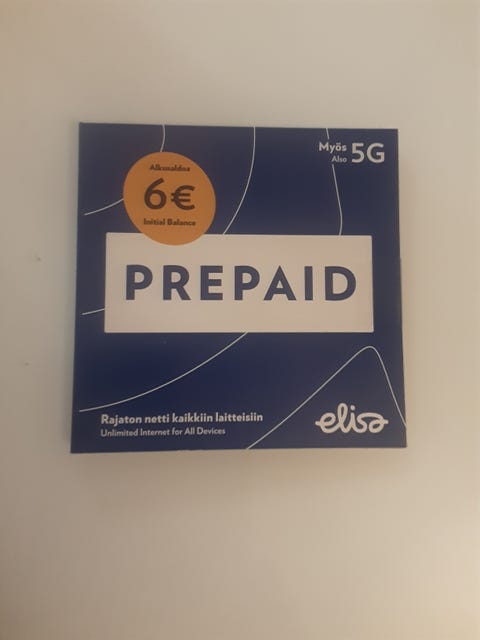 Myös 5G
Also
Alkusaldo
6€
Initial Balance
PREPAID
Rajaton netti kaikkiin laitteisiin
Unlimited Internet for All Devices
elisa